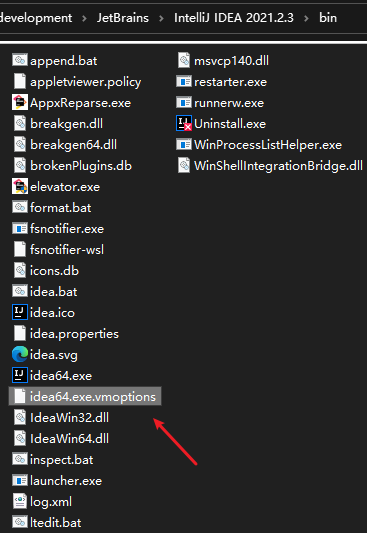 development > JetBrains > IntelliJ IDEA 2021.2.3 > bin
append.bat
appletviewer.policy
AppxReparse.exe
breakgen.dll
breakgen64.dll
brokenPlugins.db
elevator.exe
format.bat
fsnotifier.exe
fsnotifier-wsl
icons.db
idea.bat
idea.ico
idea.properties
idea.svg
idea64.exe
idea64.exe.vmoptions
IdeaWin32.dll
IdeaWin64.dll
inspect.bat
launcher.exe
log.xml
ltedit.bat
msvcp140.dll
restarter.exe
runnerw.exe
Uninstall.exe
WinProcessListHelper.exe
WinShellIntegrationBridge.dll